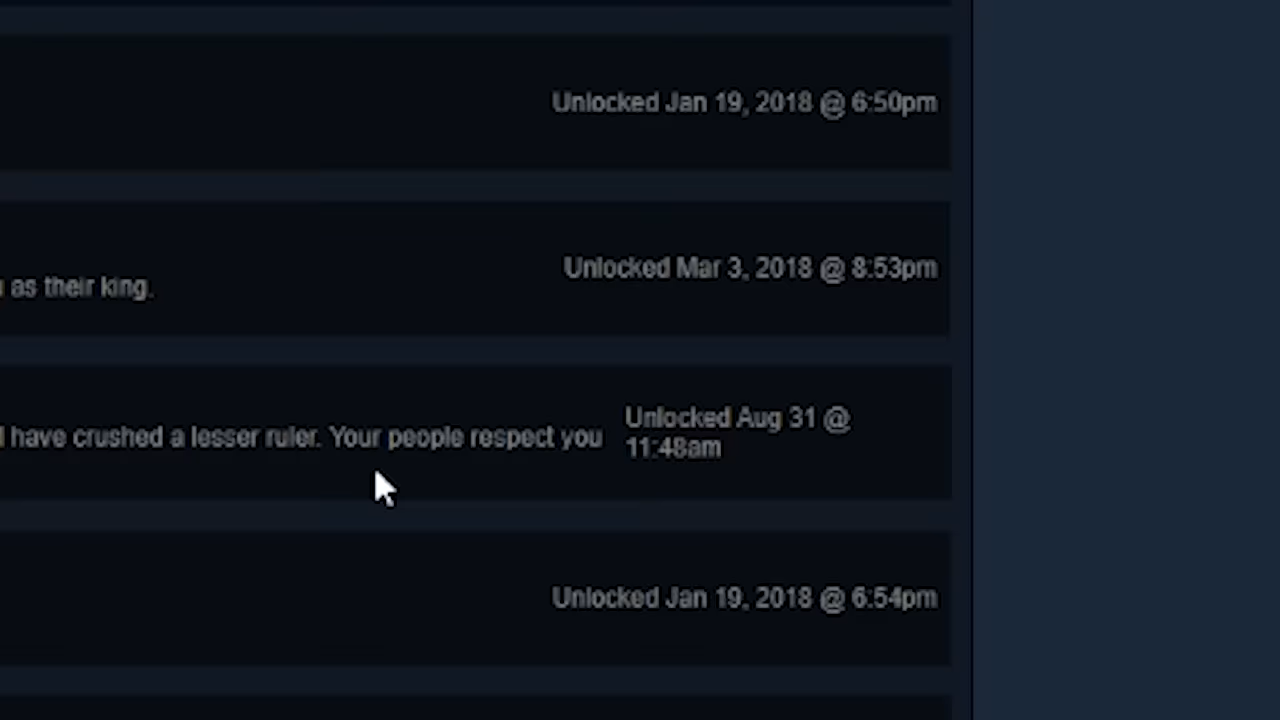 Unlocked Jan 19, 2018 @ 6:50pm
Unlocked Mar 3, 2018 @ 8:53pm
as their king.
Unlocked Aug 31 @
have crushed a lesser ruler. Your people respect you
11:48am
Unlocked Jan 19, 2018 @ 6:54pm